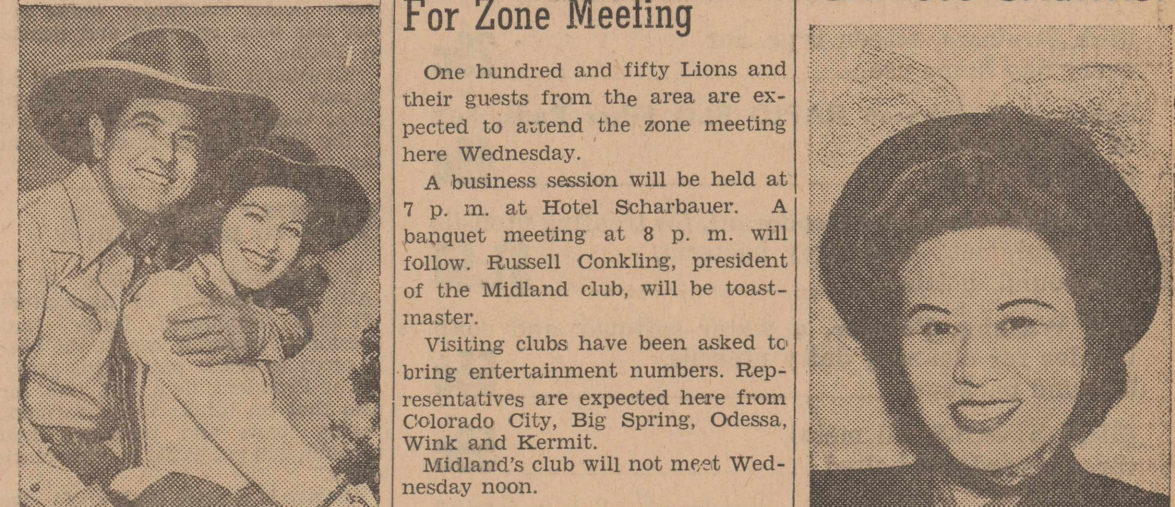 For Zone Meeting
One hundred and fifty Lions and
their guests from the area are ex-
pected to attend the zone meeting
here Wednesday.
A business session will be held at
7 p. m. at Hotel Scharbauer. A
banquet meeting at 8 p. m. will
follow. Russell Conkling, president
of the Midland club, will be toast-
master.
Visiting clubs have been asked to
bring entertainment numbers. Rep-
resentatives are expected here from
Colorado City, Big Spring, Odessa,
Wink and Kermit.
Midland's club will not meet Wed-
nesday noon.